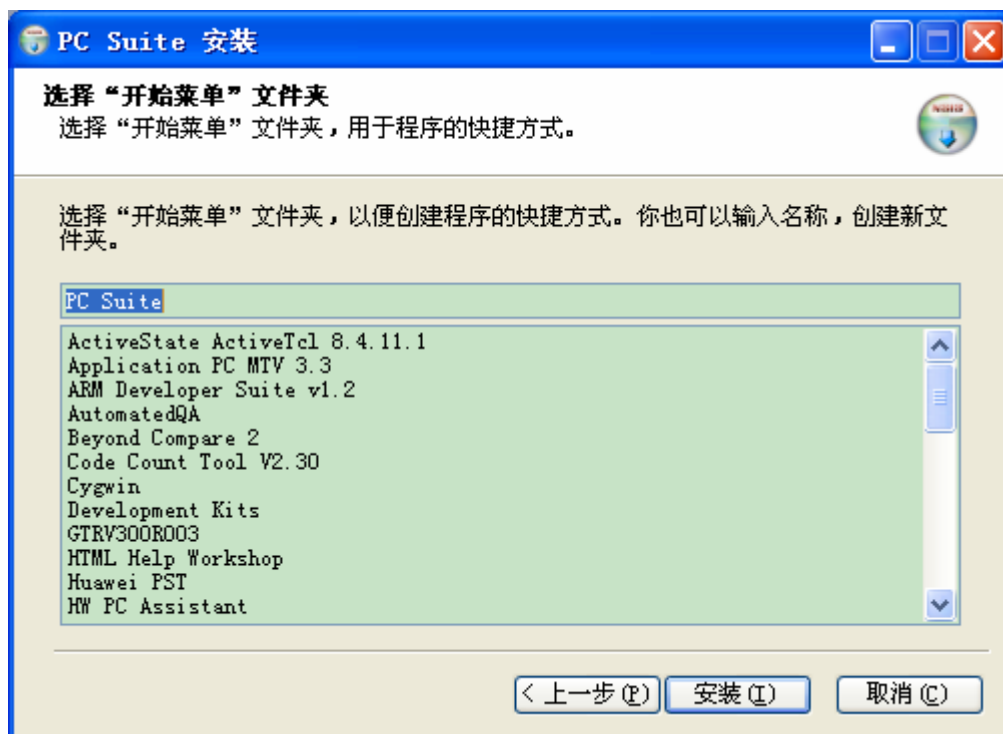 PC Suite 安装
选择“开始菜单”文件夹
选择“开始菜单”文件夹，用于程序的快捷方式。
选择“开始菜单”文件夹，以便创建程序的快捷方式。你也可以输入名称，创建新文
件夹。
PC Suite
ActiveState ActiveTcl 8.4.11.1
Application PC MTV 3.3
ARM Developer Suite v1.2
AutomatedQA
Beyond Compare 2
Code Count Tool V2.30
Cygwin
Development Kits
GTRV300R003
HTML Help Workshop
Huawei PST
HW PC Assistant
< 上一步(P) 安装(I) 取消(C)